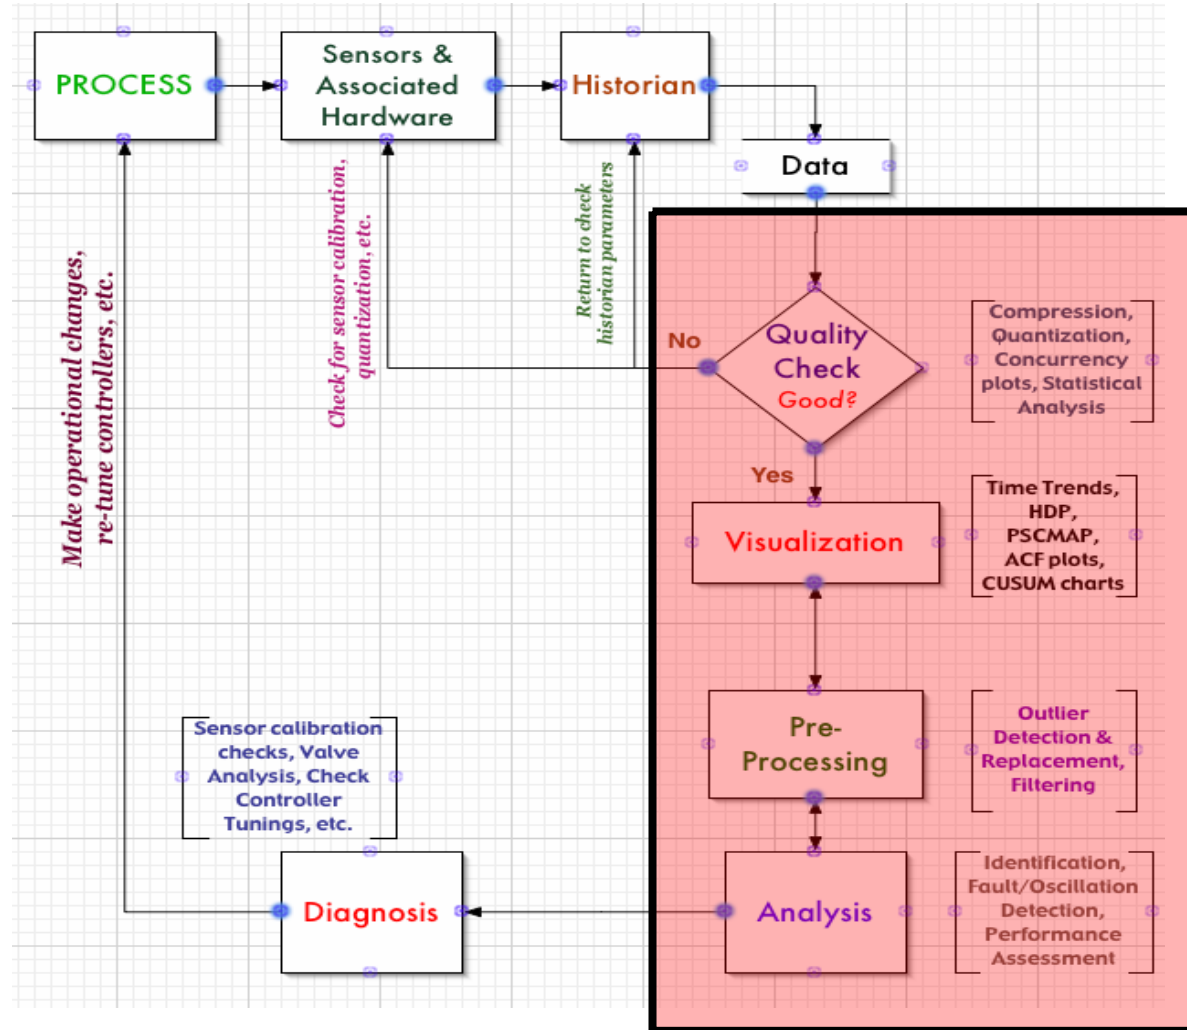 PROCESS
Sensors &
Associated
Hardware
Historian
Data
Make operational changes,
re-tune controllers, etc.
Check for sensor calibration,
quantization, etc.
Return to check
historian parameters
No
Quality
Check
Good?
Compression,
Quantization,
Concurrency
plots, Statistical
Analysis
Yes
Visualization
Time Trends,
HDP,
PSCMAP,
ACF plots,
CUSUM charts
Pre-
Processing
Outlier
Detection &
Replacement,
Filtering
Sensor calibration
checks, Valve
Analysis, Check
Controller
Tunings, etc.
Diagnosis
Analysis
Identification,
Fault/Oscillation
Detection,
Performance
Assessment